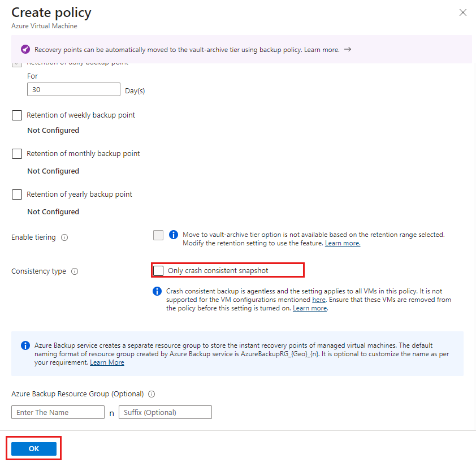 Create policy
Azure Virtual Machine
Recovery points can be automatically moved to the vault-archive tier using backup policy. Learn more. →
Retention of daily backup point
For
30
Day(s)
Retention of weekly backup point
Not Configured
Retention of monthly backup point
Not Configured
Retention of yearly backup point
Not Configured
Enable tiering
Move to vault-archive tier option is not available based on the retention range selected.
Modify the retention setting to use the feature. Learn more.
Consistency type
Only crash consistent snapshot
Crash consistent backup is agentless and the setting applies to all VMs in this policy. It is not
supported for the VM configurations mentioned here. Ensure that these VMs are removed
from the policy before this setting is turned on. Learn more.
Azure Backup service creates a separate resource group to store the instant recovery points of managed virtual machines. The default
naming format of resource group created by Azure Backup service is AzureBackupRG_{Geo}_{n}. It is optional to customize the name as per
your requirement. Learn More
Azure Backup Resource Group (Optional)
Enter The Name
n
Suffix (Optional)
OK